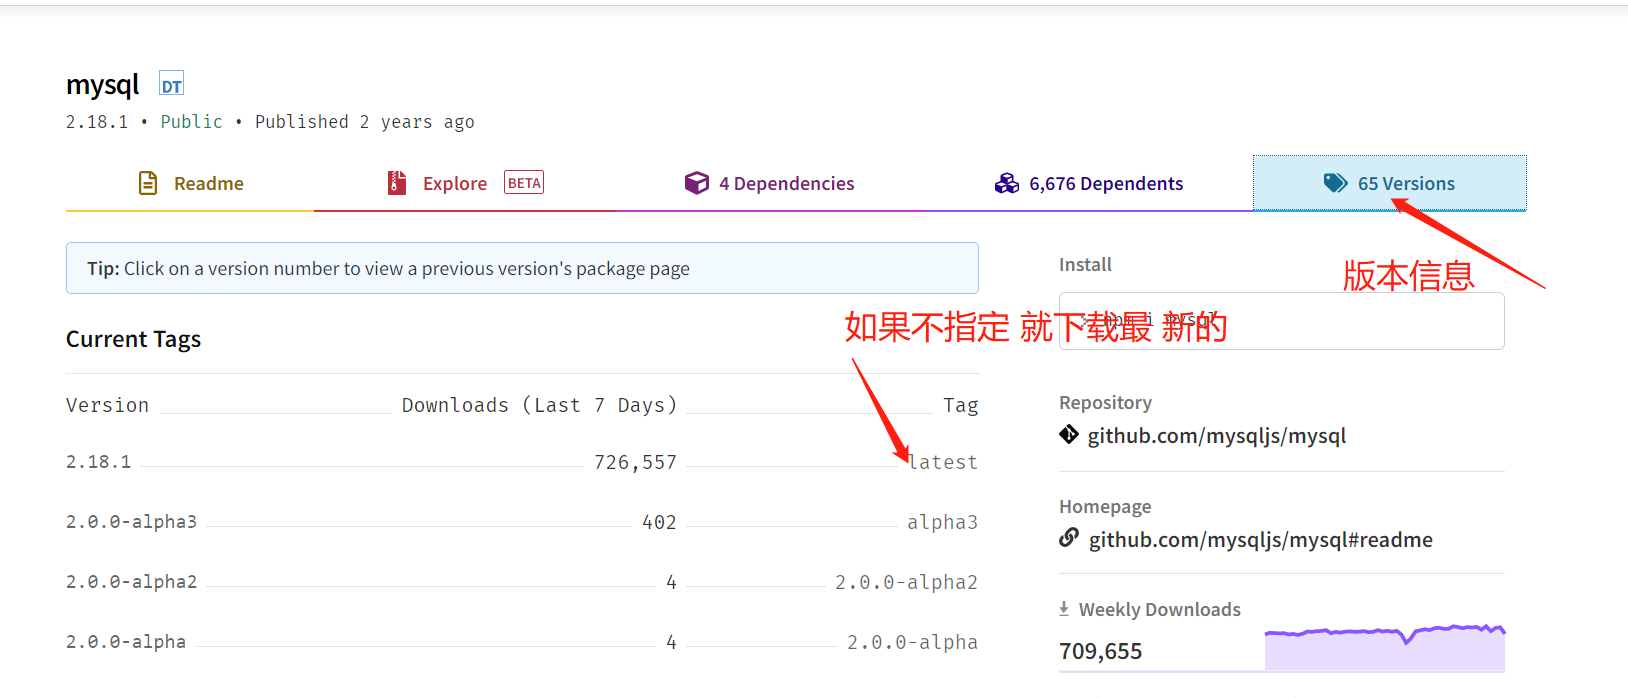 mysql DT
2.18.1 • Public • Published 2 years ago
Readme
Explore BETA
4 Dependencies
6,676 Dependents
65 Versions
Tip: Click on a version number to view a previous version's package page
Install
版本信息
> npm i mysql
如果不指定 就下载最 新的
Current Tags
Version Downloads (Last 7 Days) Tag
2.18.1 726,557 latest
2.0.0-alpha3 402 alpha3
2.0.0-alpha2 4 2.0.0-alpha2
2.0.0-alpha 4 2.0.0-alpha
Repository
github.com/mysqljs/mysql
Homepage
github.com/mysqljs/mysql#readme
Weekly Downloads
709,655